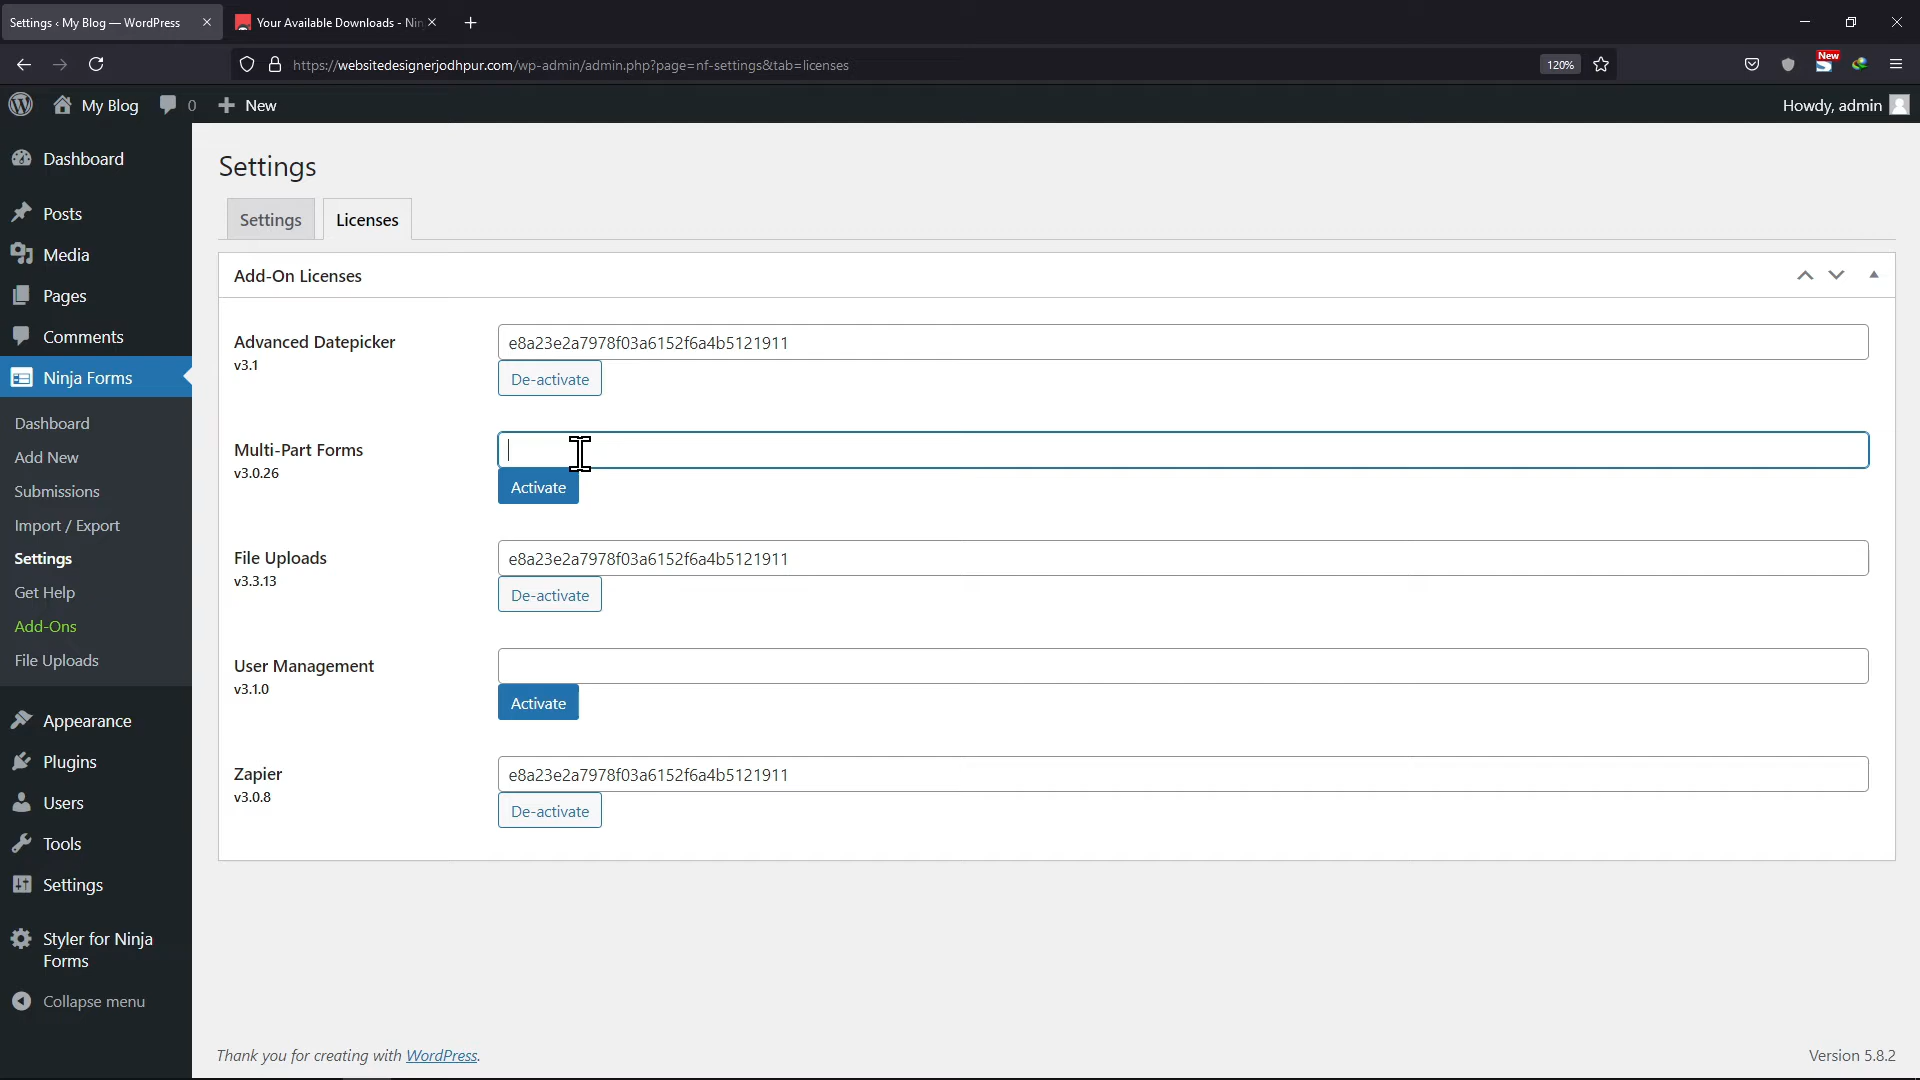 Settings ‹ My Blog — WordPress
Your Available Downloads - Nin
https://websitedesignerjodhpur.com/wp-admin/admin.php?page=nf-settings&tab=licenses
120%
New
My Blog
0
New
Howdy, admin
Dashboard
Posts
Media
Pages
Comments
Ninja Forms
Dashboard
Add New
Submissions
Import / Export
Settings
Get Help
Add-Ons
File Uploads
Appearance
Plugins
Users
Tools
Settings
Styler for Ninja
Forms
Collapse menu
Settings
Settings
Licenses
Add-On Licenses
Advanced Datepicker
v3.1
e8a23e2a7978f03a6152f6a4b5121911
De-activate
Multi-Part Forms
v3.0.26
Activate
File Uploads
v3.3.13
e8a23e2a7978f03a6152f6a4b5121911
De-activate
User Management
v3.1.0
Activate
Zapier
v3.0.8
e8a23e2a7978f03a6152f6a4b5121911
De-activate
Thank you for creating with WordPress.
Version 5.8.2